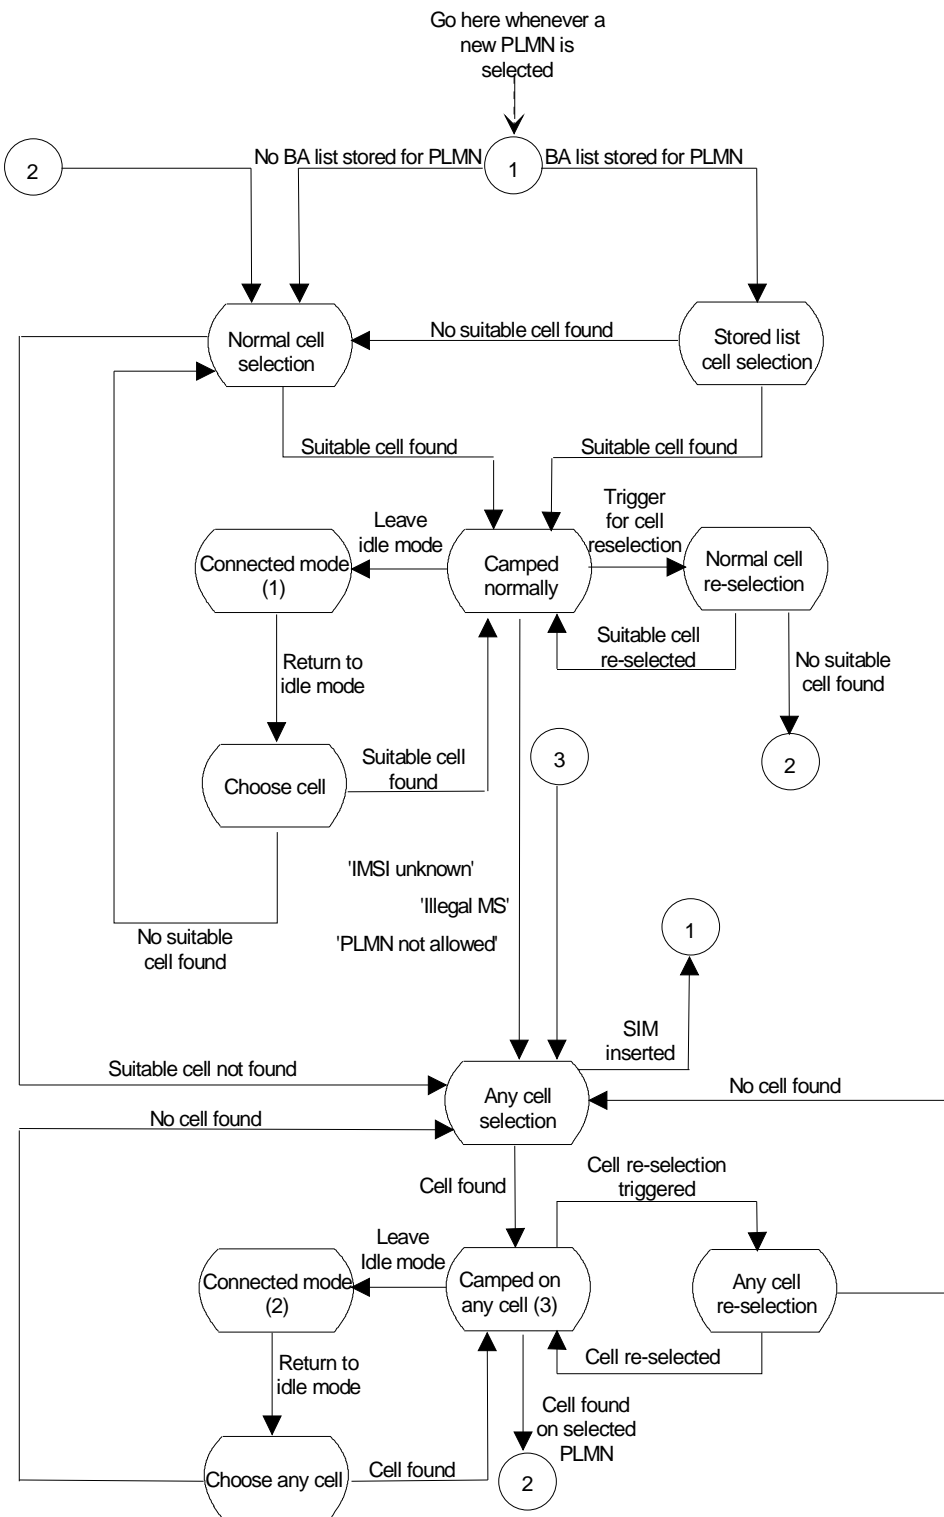 Go here whenever a
new PLMN is
selected
No BA list stored for PLMN
BA list stored for PLMN
2
1
Normal cell
selection
No suitable cell found
Stored list
cell selection
Suitable cell found
Suitable cell found
Leave
idle mode
Trigger
for cell
reselection
Connected mode
(1)
Camped
normally
Normal cell
re-selection
Suitable cell
re-selected
Return to
idle mode
No suitable
cell found
Choose cell
Suitable cell
found
3
2
'IMSI unknown'
'Illegal MS'
'PLMN not allowed'
No suitable
cell found
1
SIM
inserted
Suitable cell not found
Any cell
selection
No cell found
No cell found
Cell found
Cell re-selection
triggered
Leave
Idle mode
Connected mode
(2)
Camped on
any cell (3)
Any cell
re-selection
Cell re-selected
Return to
idle mode
Cell found
on selected
PLMN
Choose any cell
Cell found
2